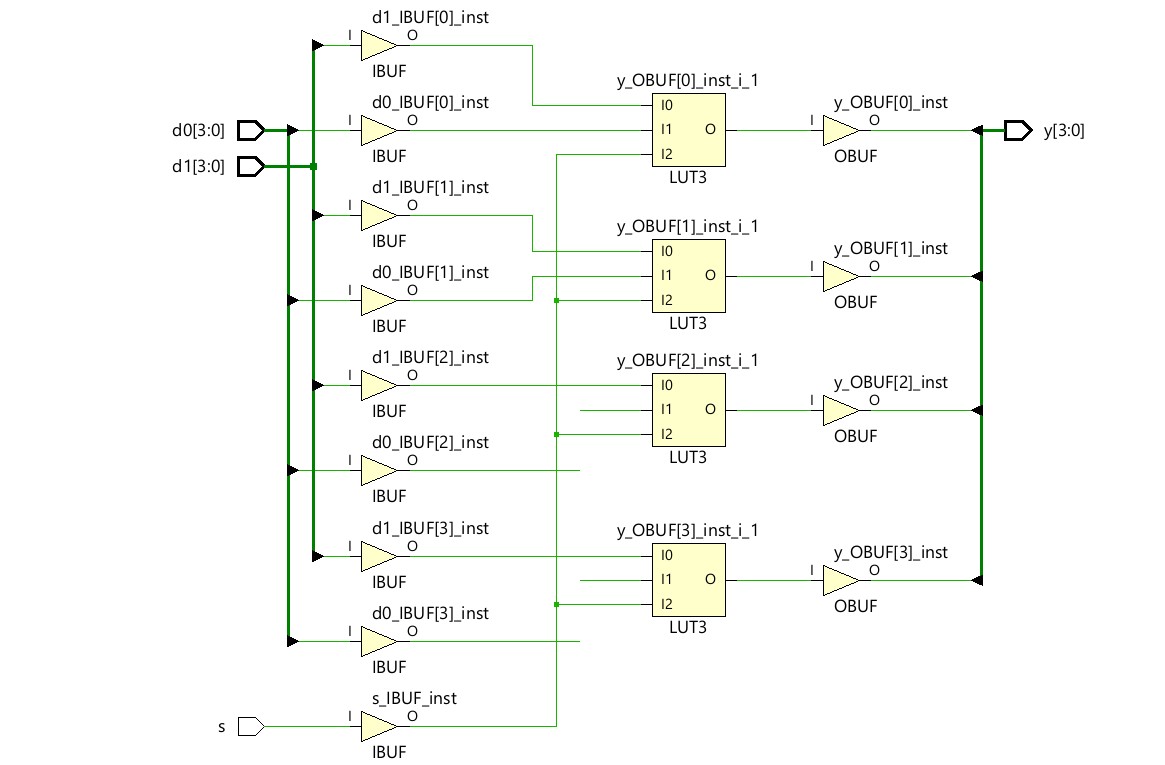 d1_IBUF[0]_inst
I
O
IBUF
d0_IBUF[0]_inst
I
O
IBUF
d0[3:0]
d1[3:0]
d1_IBUF[1]_inst
I
O
IBUF
d0_IBUF[1]_inst
I
O
IBUF
d1_IBUF[2]_inst
I
O
IBUF
d0_IBUF[2]_inst
I
O
IBUF
d1_IBUF[3]_inst
I
O
IBUF
d0_IBUF[3]_inst
I
O
IBUF
s_IBUF_inst
s
I
O
IBUF
y_OBUF[0]_inst_i_1
I0
I1
O
I2
LUT3
y_OBUF[1]_inst_i_1
I0
I1
O
I2
LUT3
y_OBUF[2]_inst_i_1
I0
I1
O
I2
LUT3
y_OBUF[3]_inst_i_1
I0
I1
O
I2
LUT3
y_OBUF[0]_inst
I
O
OBUF
y_OBUF[1]_inst
I
O
OBUF
y_OBUF[2]_inst
I
O
OBUF
y_OBUF[3]_inst
I
O
OBUF
y[3:0]